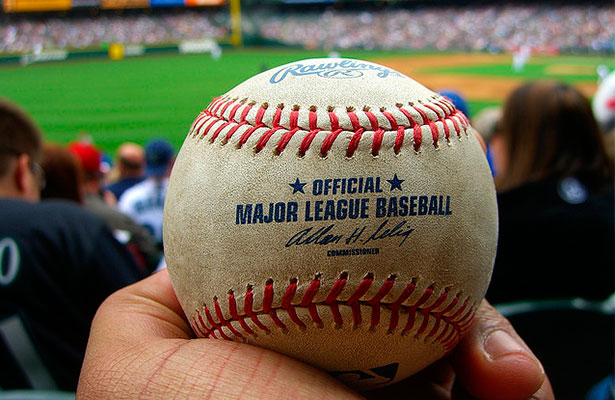 Rawlings
OFFICIAL
MAJOR LEAGUE BASEBALL
Allan H. Selig
COMMISSIONER